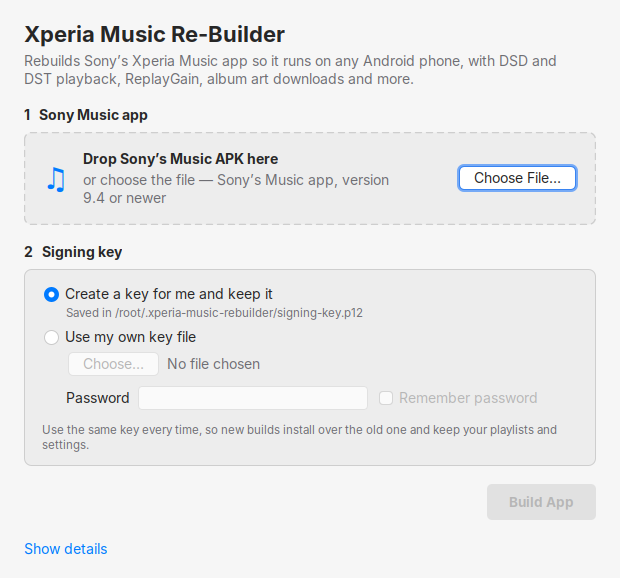 Xperia Music Re-Builder
Rebuilds Sony’s Xperia Music app so it runs on any Android phone, with DSD and
DST playback, ReplayGain, album art downloads and more.
1 Sony Music app
Drop Sony’s Music APK here
or choose the file — Sony’s Music app, version
9.4 or newer
Choose File...
2 Signing key
Create a key for me and keep it
Saved in /root/.xperia-music-rebuilder/signing-key.p12
Use my own key file
Choose... No file chosen
Password Remember password
Use the same key every time, so new builds install over the old one and keep your playlists and
settings.
Build App
Show details